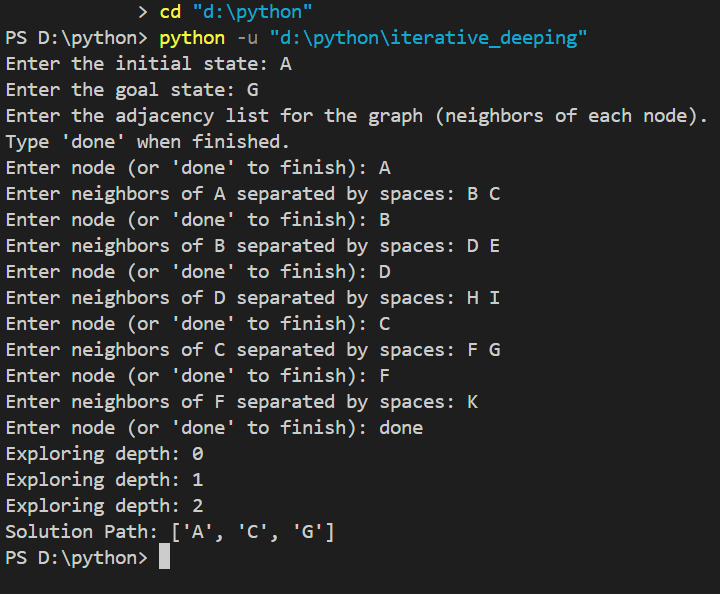 > cd "d:\python"
PS D:\python> python -u "d:\python\iterative_deeping"
Enter the initial state: A
Enter the goal state: G
Enter the adjacency list for the graph (neighbors of each node).
Type 'done' when finished.
Enter node (or 'done' to finish): A
Enter neighbors of A separated by spaces: B C
Enter node (or 'done' to finish): B
Enter neighbors of B separated by spaces: D E
Enter node (or 'done' to finish): D
Enter neighbors of D separated by spaces: H I
Enter node (or 'done' to finish): C
Enter neighbors of C separated by spaces: F G
Enter node (or 'done' to finish): F
Enter neighbors of F separated by spaces: K
Enter node (or 'done' to finish): done
Exploring depth: 0
Exploring depth: 1
Exploring depth: 2
Solution Path: ['A', 'C', 'G']
PS D:\python>